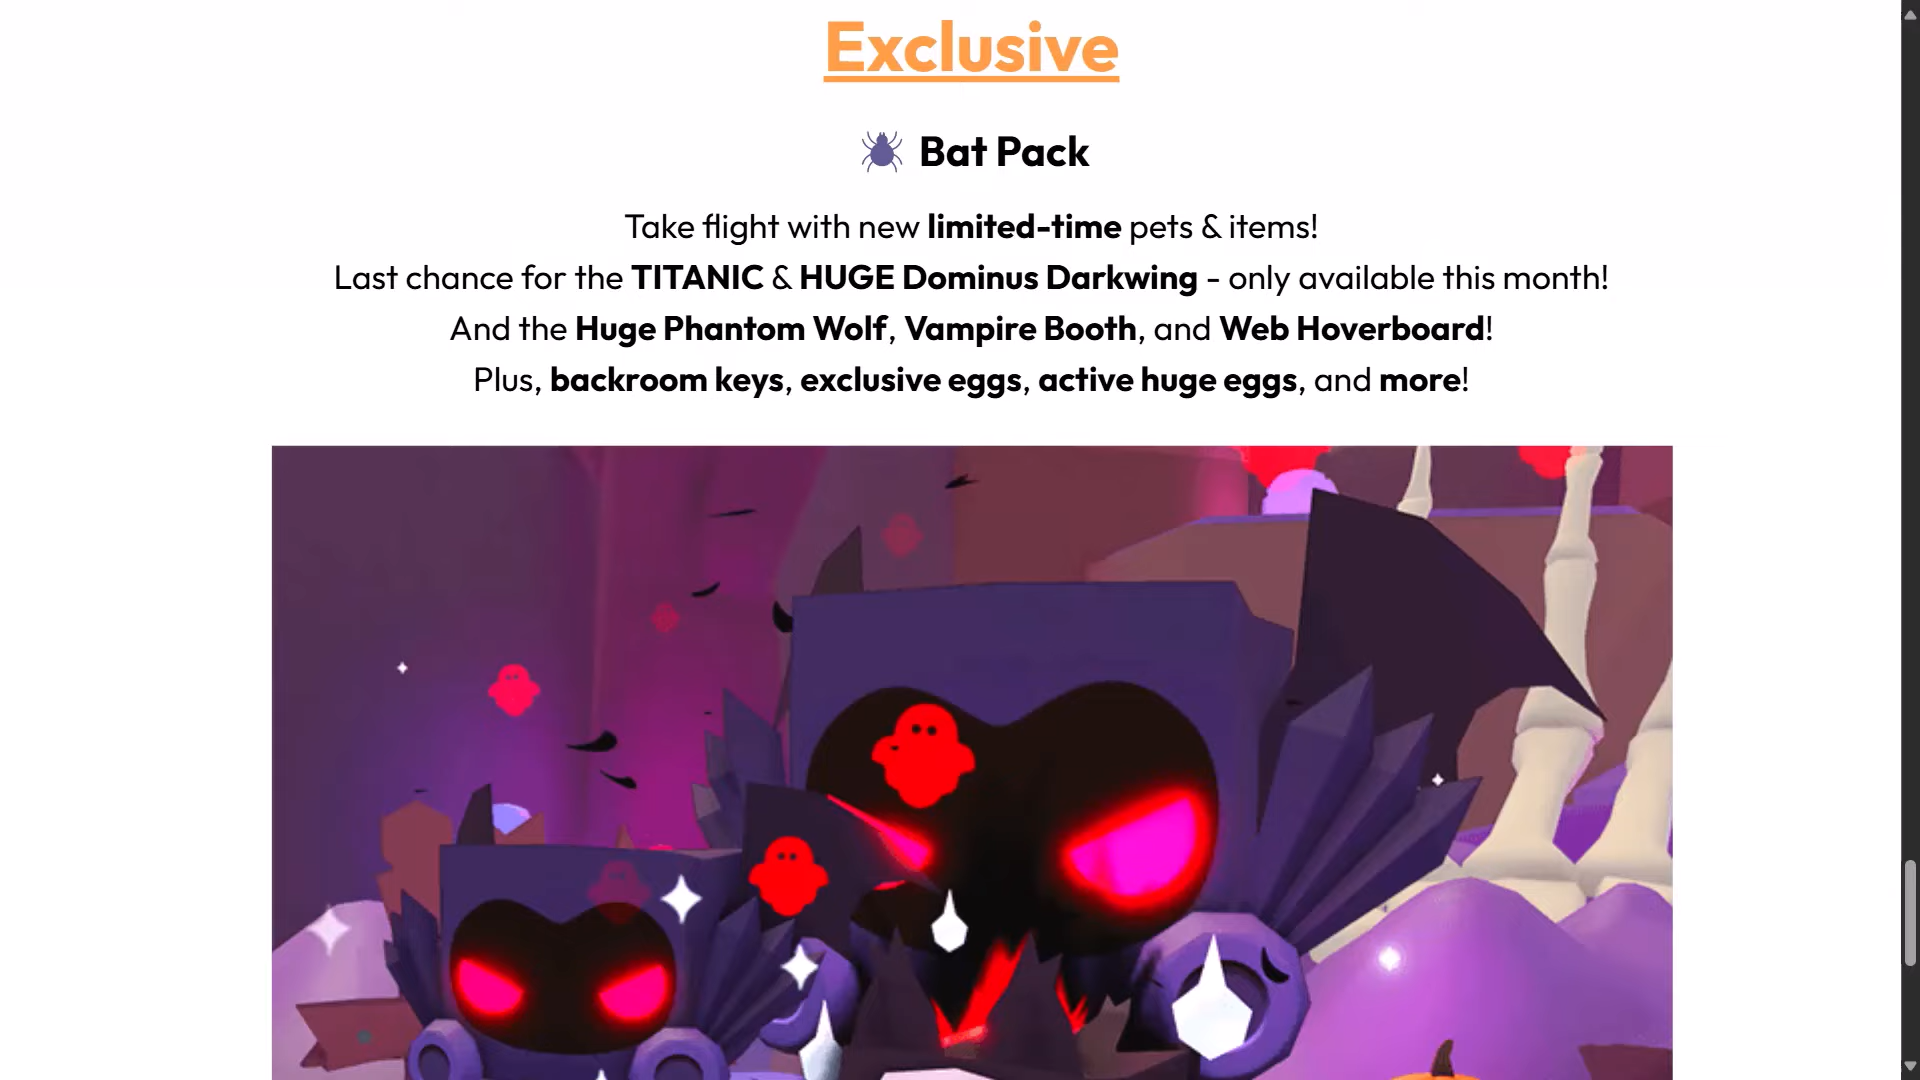 Exclusive
Bat Pack
Take flight with new limited-time pets & items!
Last chance for the TITANIC & HUGE Dominus Darkwing - only available this month!
And the Huge Phantom Wolf, Vampire Booth, and Web Hoverboard!
Plus, backroom keys, exclusive eggs, active huge eggs, and more!